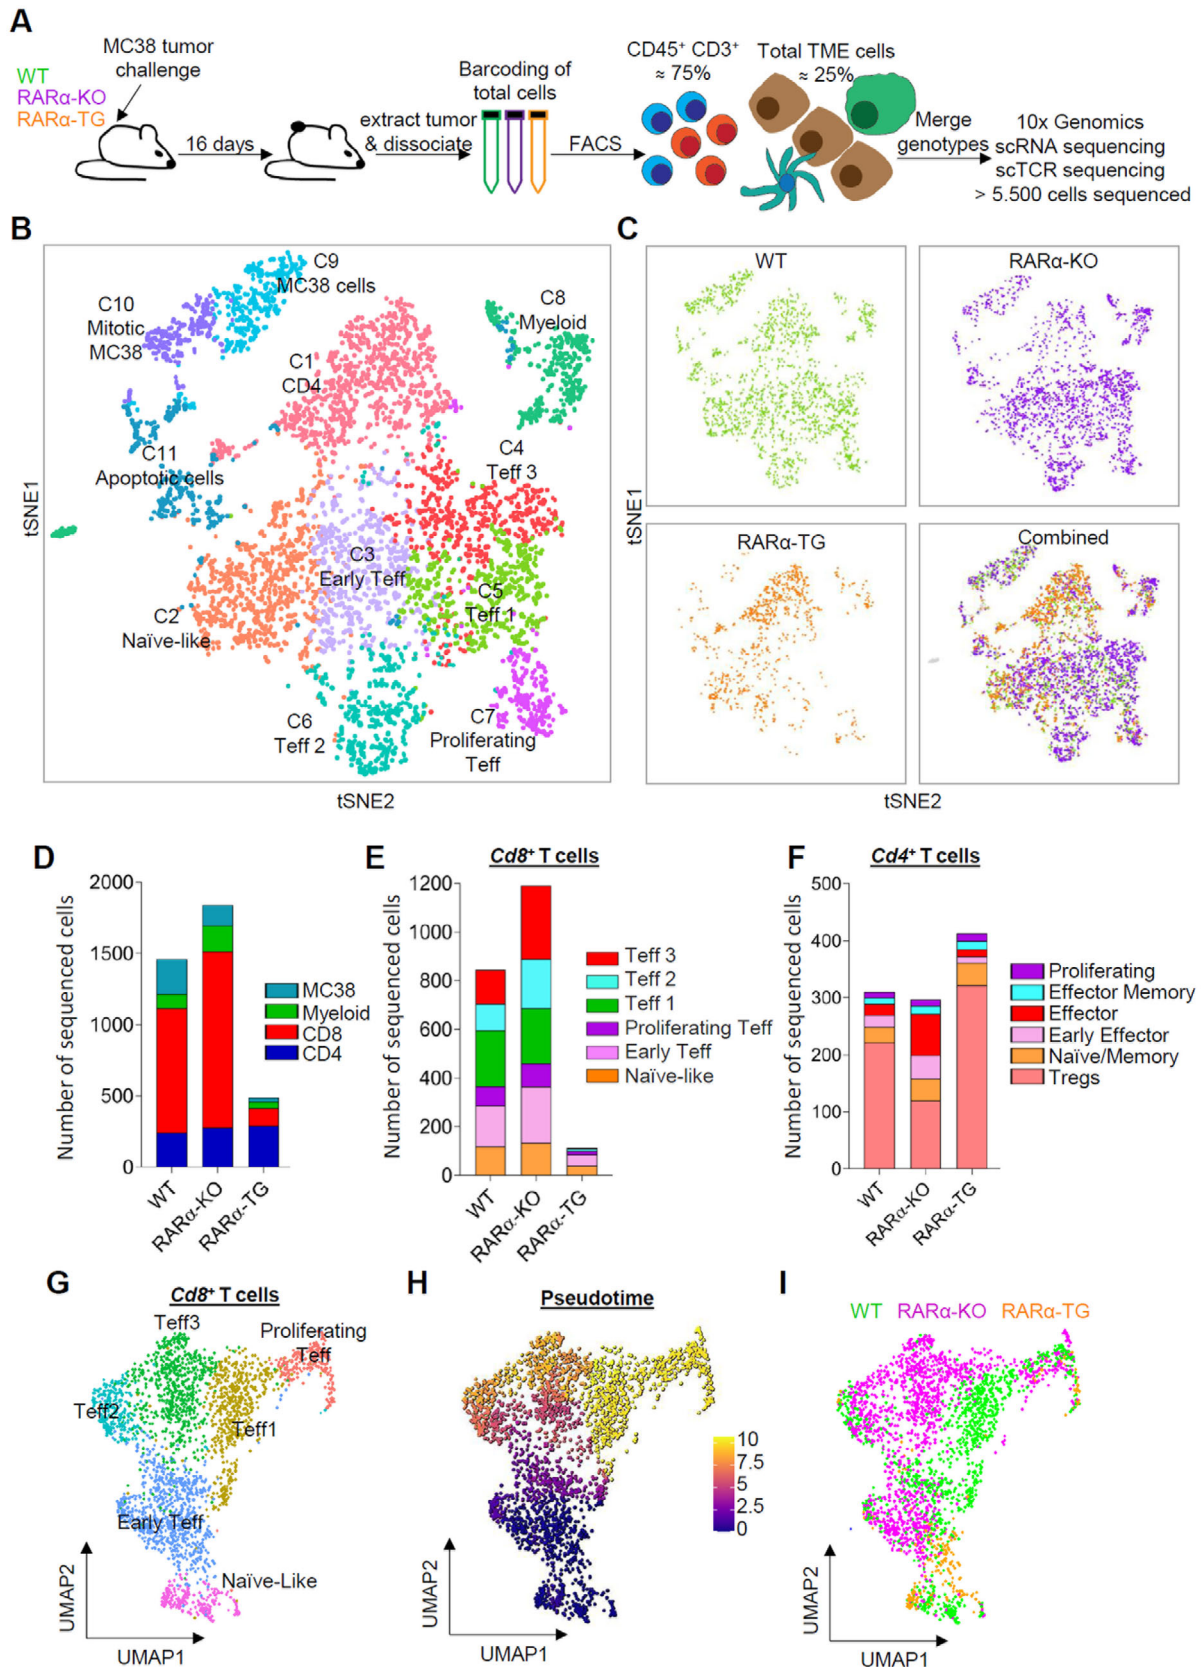 A
MC38 tumor
challenge
WT
RARα-KO
RARα-TG
16 days
extract tumor
& dissociate
Barcoding of
total cells
FACS
CD45⁺ CD3⁺
≈ 75%
Total TME cells
≈ 25%
Merge
genotypes
10x Genomics
scRNA sequencing
scTCR sequencing
> 5.500 cells sequenced
B
C9
MC38 cells
C10
Mitotic
MC38
C8
Myeloid
C1
CD4
C11
Apoptotic cells
C4
Teff 3
C3
Early Teff
C5
Teff 1
C2
Naïve-like
C6
Teff 2
C7
Proliferating
Teff
tSNE1
tSNE2
C
WT
RARα-KO
RARα-TG
Combined
tSNE1
tSNE2
D
Number of sequenced cells
2000
1500
1000
500
0
WT
RARα-KO
RARα-TG
MC38
Myeloid
CD8
CD4
E
Cd8⁺ T cells
Number of sequenced cells
1200
1000
800
600
400
200
0
WT
RARα-KO
RARα-TG
Teff 3
Teff 2
Teff 1
Proliferating Teff
Early Teff
Naïve-like
F
Cd4⁺ T cells
Number of sequenced cells
500
400
300
200
100
0
WT
RARα-KO
RARα-TG
Proliferating
Effector Memory
Effector
Early Effector
Naïve/Memory
Tregs
G
Cd8⁺ T cells
Teff3
Proliferating
Teff
Teff2
Teff1
Early Teff
Naïve-Like
UMAP2
UMAP1
H
Pseudotime
10
7.5
5
2.5
0
UMAP2
UMAP1
I
WT RARα-KO RARα-TG
UMAP2
UMAP1